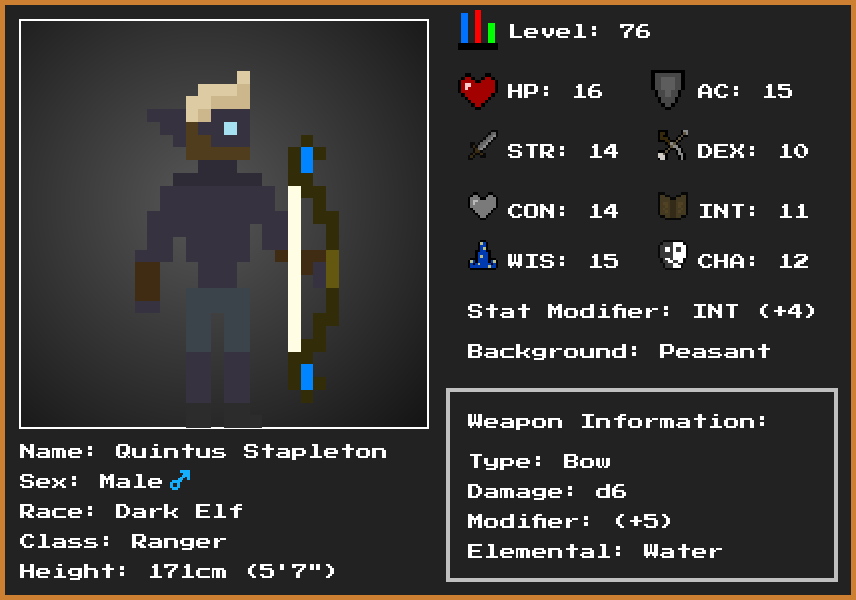 Level: 76
HP: 16
AC: 15
STR: 14
DEX: 10
CON: 14
INT: 11
WIS: 15
CHA: 12
Stat Modifier: INT (+4)
Background: Peasant
Weapon Information:
Type: Bow
Damage: d6
Modifier: (+5)
Elemental: Water
Name: Quintus Stapleton
Sex: Male ♂
Race: Dark Elf
Class: Ranger
Height: 171cm (5'7")